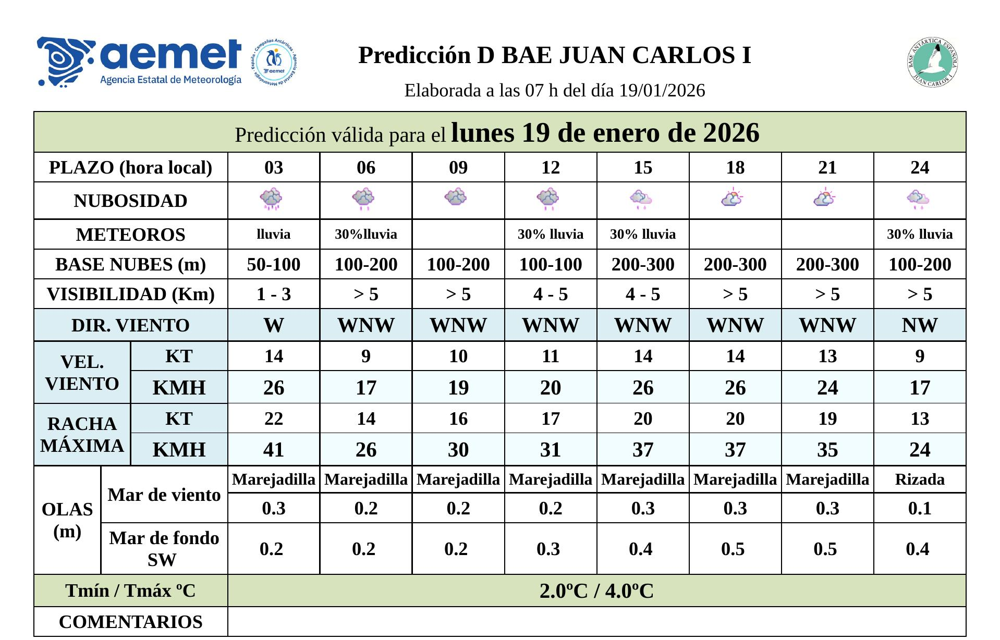 aemet
Agencia Estatal de Meteorología
Campañas Antárticas · Agencia Estatal de Meteorología · España ·
aemet
Predicción D BAE JUAN CARLOS I
Elaborada a las 07 h del día 19/01/2026
BASE ANTÁRTICA ESPAÑOLA
JUAN CARLOS I
Predicción válida para el lunes 19 de enero de 2026
PLAZO (hora local) 03 06 09 12 15 18 21 24
NUBOSIDAD
METEOROS lluvia 30%lluvia 30% lluvia 30% lluvia 30% lluvia
BASE NUBES (m) 50-100 100-200 100-200 100-100 200-300 200-300 200-300 100-200
VISIBILIDAD (Km) 1 - 3 > 5 > 5 4 - 5 4 - 5 > 5 > 5 > 5
DIR. VIENTO W WNW WNW WNW WNW WNW WNW NW
VEL.
VIENTO
KT 14 9 10 11 14 14 13 9
KMH 26 17 19 20 26 26 24 17
RACHA
MÁXIMA
KT 22 14 16 17 20 20 19 13
KMH 41 26 30 31 37 37 35 24
OLAS
(m)
Mar de viento
Marejadilla Marejadilla Marejadilla Marejadilla Marejadilla Marejadilla Marejadilla Rizada
0.3 0.2 0.2 0.2 0.3 0.3 0.3 0.1
Mar de fondo
SW
0.2 0.2 0.2 0.3 0.4 0.5 0.5 0.4
Tmín / Tmáx ºC 2.0ºC / 4.0ºC
COMENTARIOS